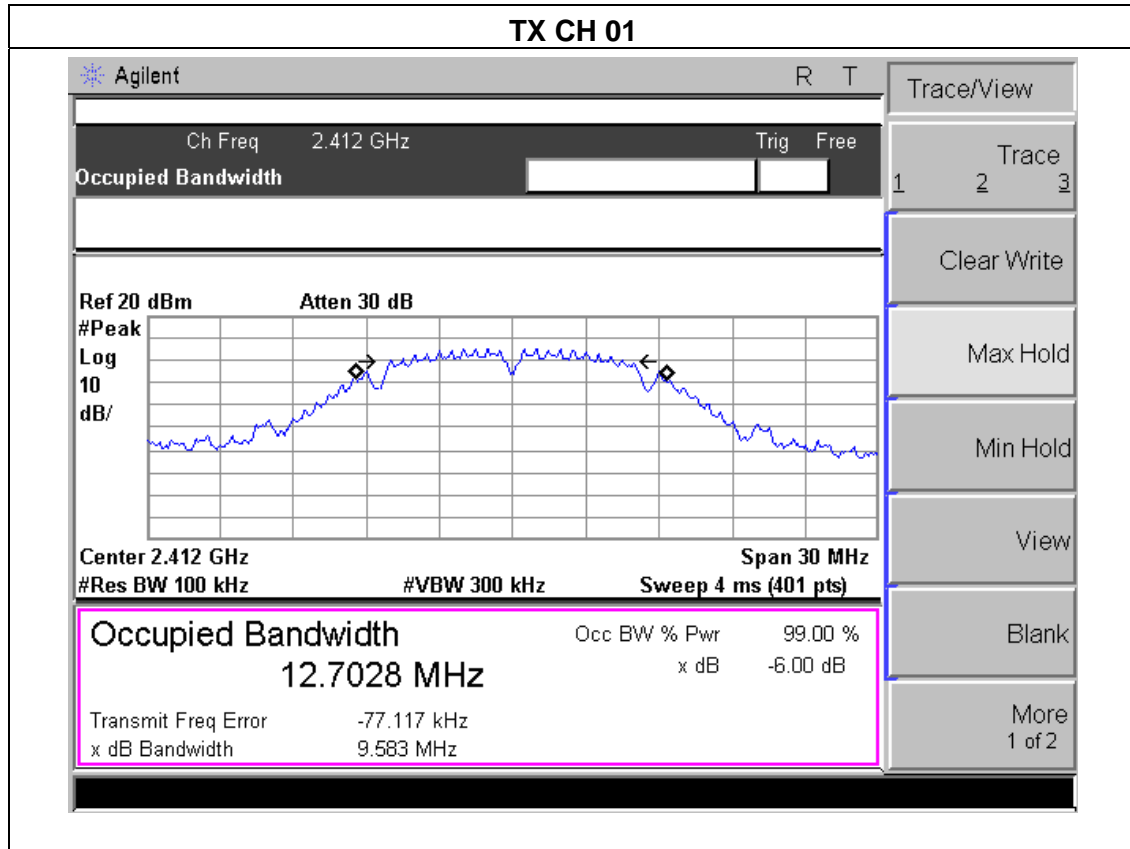 TX CH 01
Agilent R T
Ch Freq 2.412 GHz Trig Free
Occupied Bandwidth
Ref 20 dBm Atten 30 dB
#Peak
Log
10
dB/
Center 2.412 GHz Span 30 MHz
#Res BW 100 kHz #VBW 300 kHz Sweep 4 ms (401 pts)
Occupied Bandwidth Occ BW % Pwr 99.00 %
12.7028 MHz x dB -6.00 dB
Transmit Freq Error -77.117 kHz
x dB Bandwidth 9.583 MHz
Trace/View
Trace
1 2 3
Clear Write
Max Hold
Min Hold
View
Blank
More
1 of 2